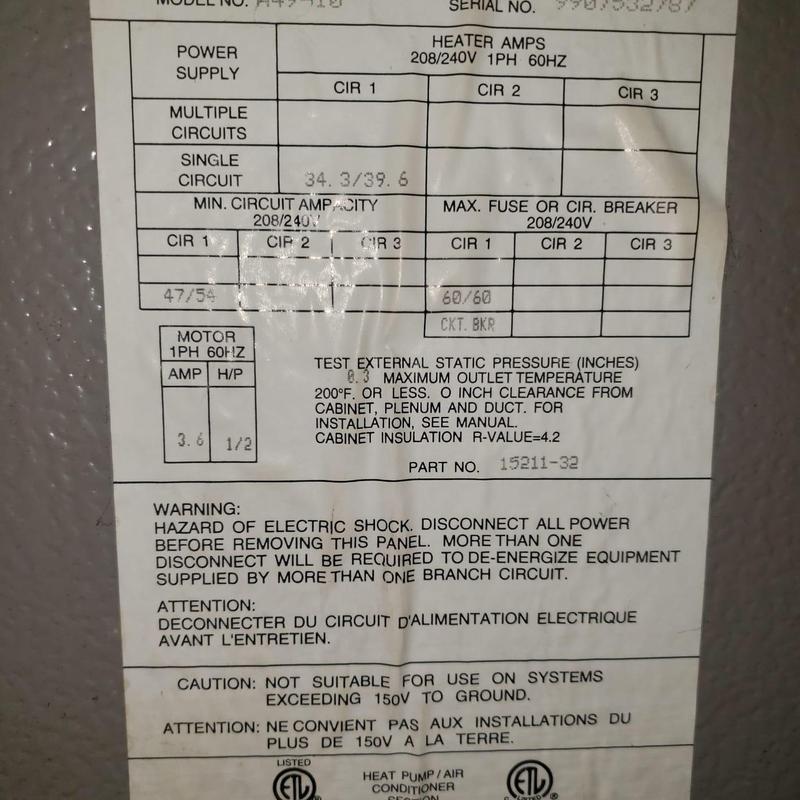 MODEL NO.
SERIAL NO. 9907532787
POWER SUPPLY
HEATER AMPS
208/240V 1PH 60HZ
CIR 1 CIR 2 CIR 3
MULTIPLE CIRCUITS
SINGLE CIRCUIT 34.3/39.6
MIN. CIRCUIT AMPACITY
208/240V
MAX. FUSE OR CIR. BREAKER
208/240V
CIR 1 CIR 2 CIR 3 CIR 1 CIR 2 CIR 3
47/54 60/60
CKT. BKR
MOTOR
1PH 60HZ
AMP H/P
3.6 1/2
TEST EXTERNAL STATIC PRESSURE (INCHES)
0.3 MAXIMUM OUTLET TEMPERATURE
200°F. OR LESS. O INCH CLEARANCE FROM
CABINET, PLENUM AND DUCT. FOR
INSTALLATION, SEE MANUAL.
CABINET INSULATION R-VALUE=4.2
PART NO. 15211-32
WARNING:
HAZARD OF ELECTRIC SHOCK. DISCONNECT ALL POWER
BEFORE REMOVING THIS PANEL. MORE THAN ONE
DISCONNECT WILL BE REQUIRED TO DE-ENERGIZE EQUIPMENT
SUPPLIED BY MORE THAN ONE BRANCH CIRCUIT.
ATTENTION:
DECONNECTER DU CIRCUIT D'ALIMENTATION ELECTRIQUE
AVANT L'ENTRETIEN.
CAUTION: NOT SUITABLE FOR USE ON SYSTEMS
EXCEEDING 150V TO GROUND.
ATTENTION: NE CONVIENT PAS AUX INSTALLATIONS DU
PLUS DE 150V A LA TERRE.
LISTED
ETL
HEAT PUMP/AIR
CONDITIONER
SECTION
ETL
LISTED